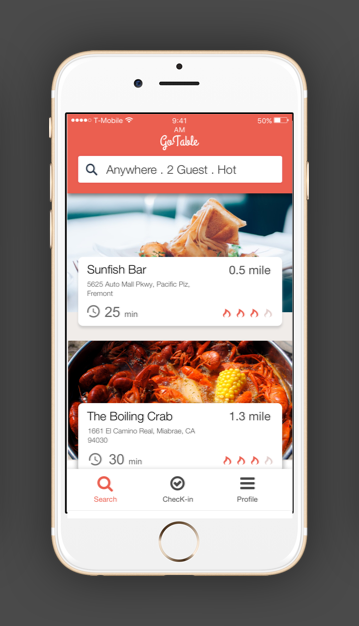 T-Mobile 9:41 AM 50%
GoTable
Anywhere . 2 Guest . Hot
Sunfish Bar 0.5 mile
5625 Auto Mall Pkwy, Pacific Plz,
Fremont
25 min
The Boiling Crab 1.3 mile
1661 El Camino Real, Miabrae, CA
94030
30 min
Search ChecK-in Profile